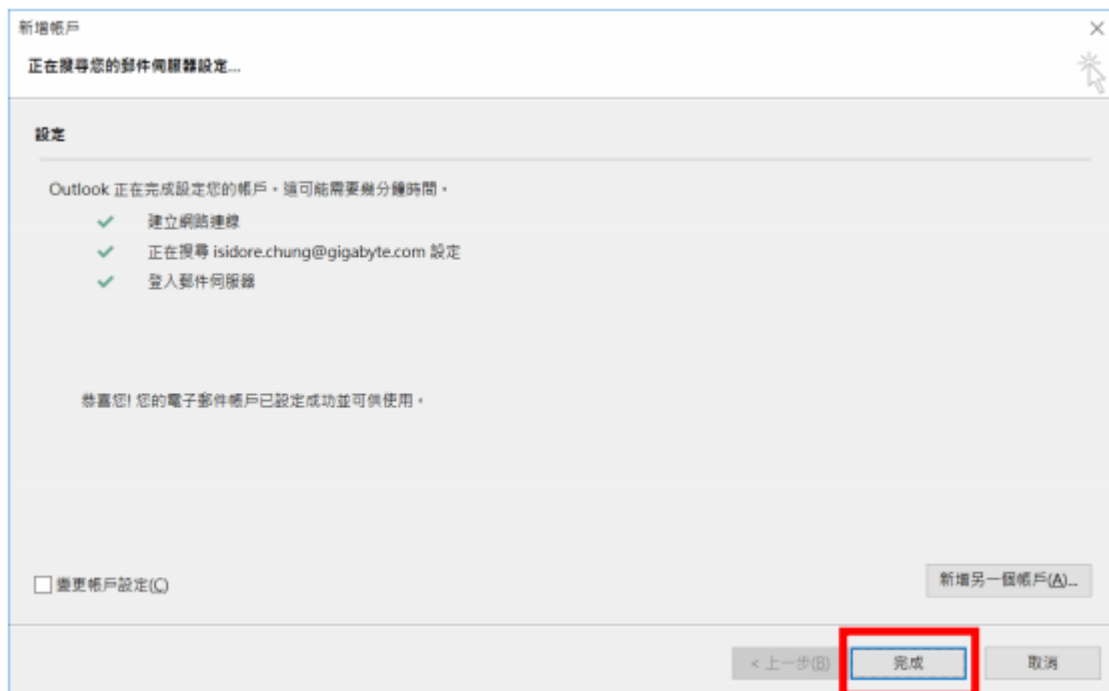 新增帳戶
正在搜尋您的郵件伺服器設定...
設定
Outlook 正在完成設定您的帳戶。這可能需要幾分鐘時間。
建立網路連線
正在搜尋 isidore.chung@gigabyte.com 設定
登入郵件伺服器
恭喜您! 您的電子郵件帳戶已設定成功並可供使用。
變更帳戶設定(C)
新增另一個帳戶(A)...
< 上一步(B)
完成
取消